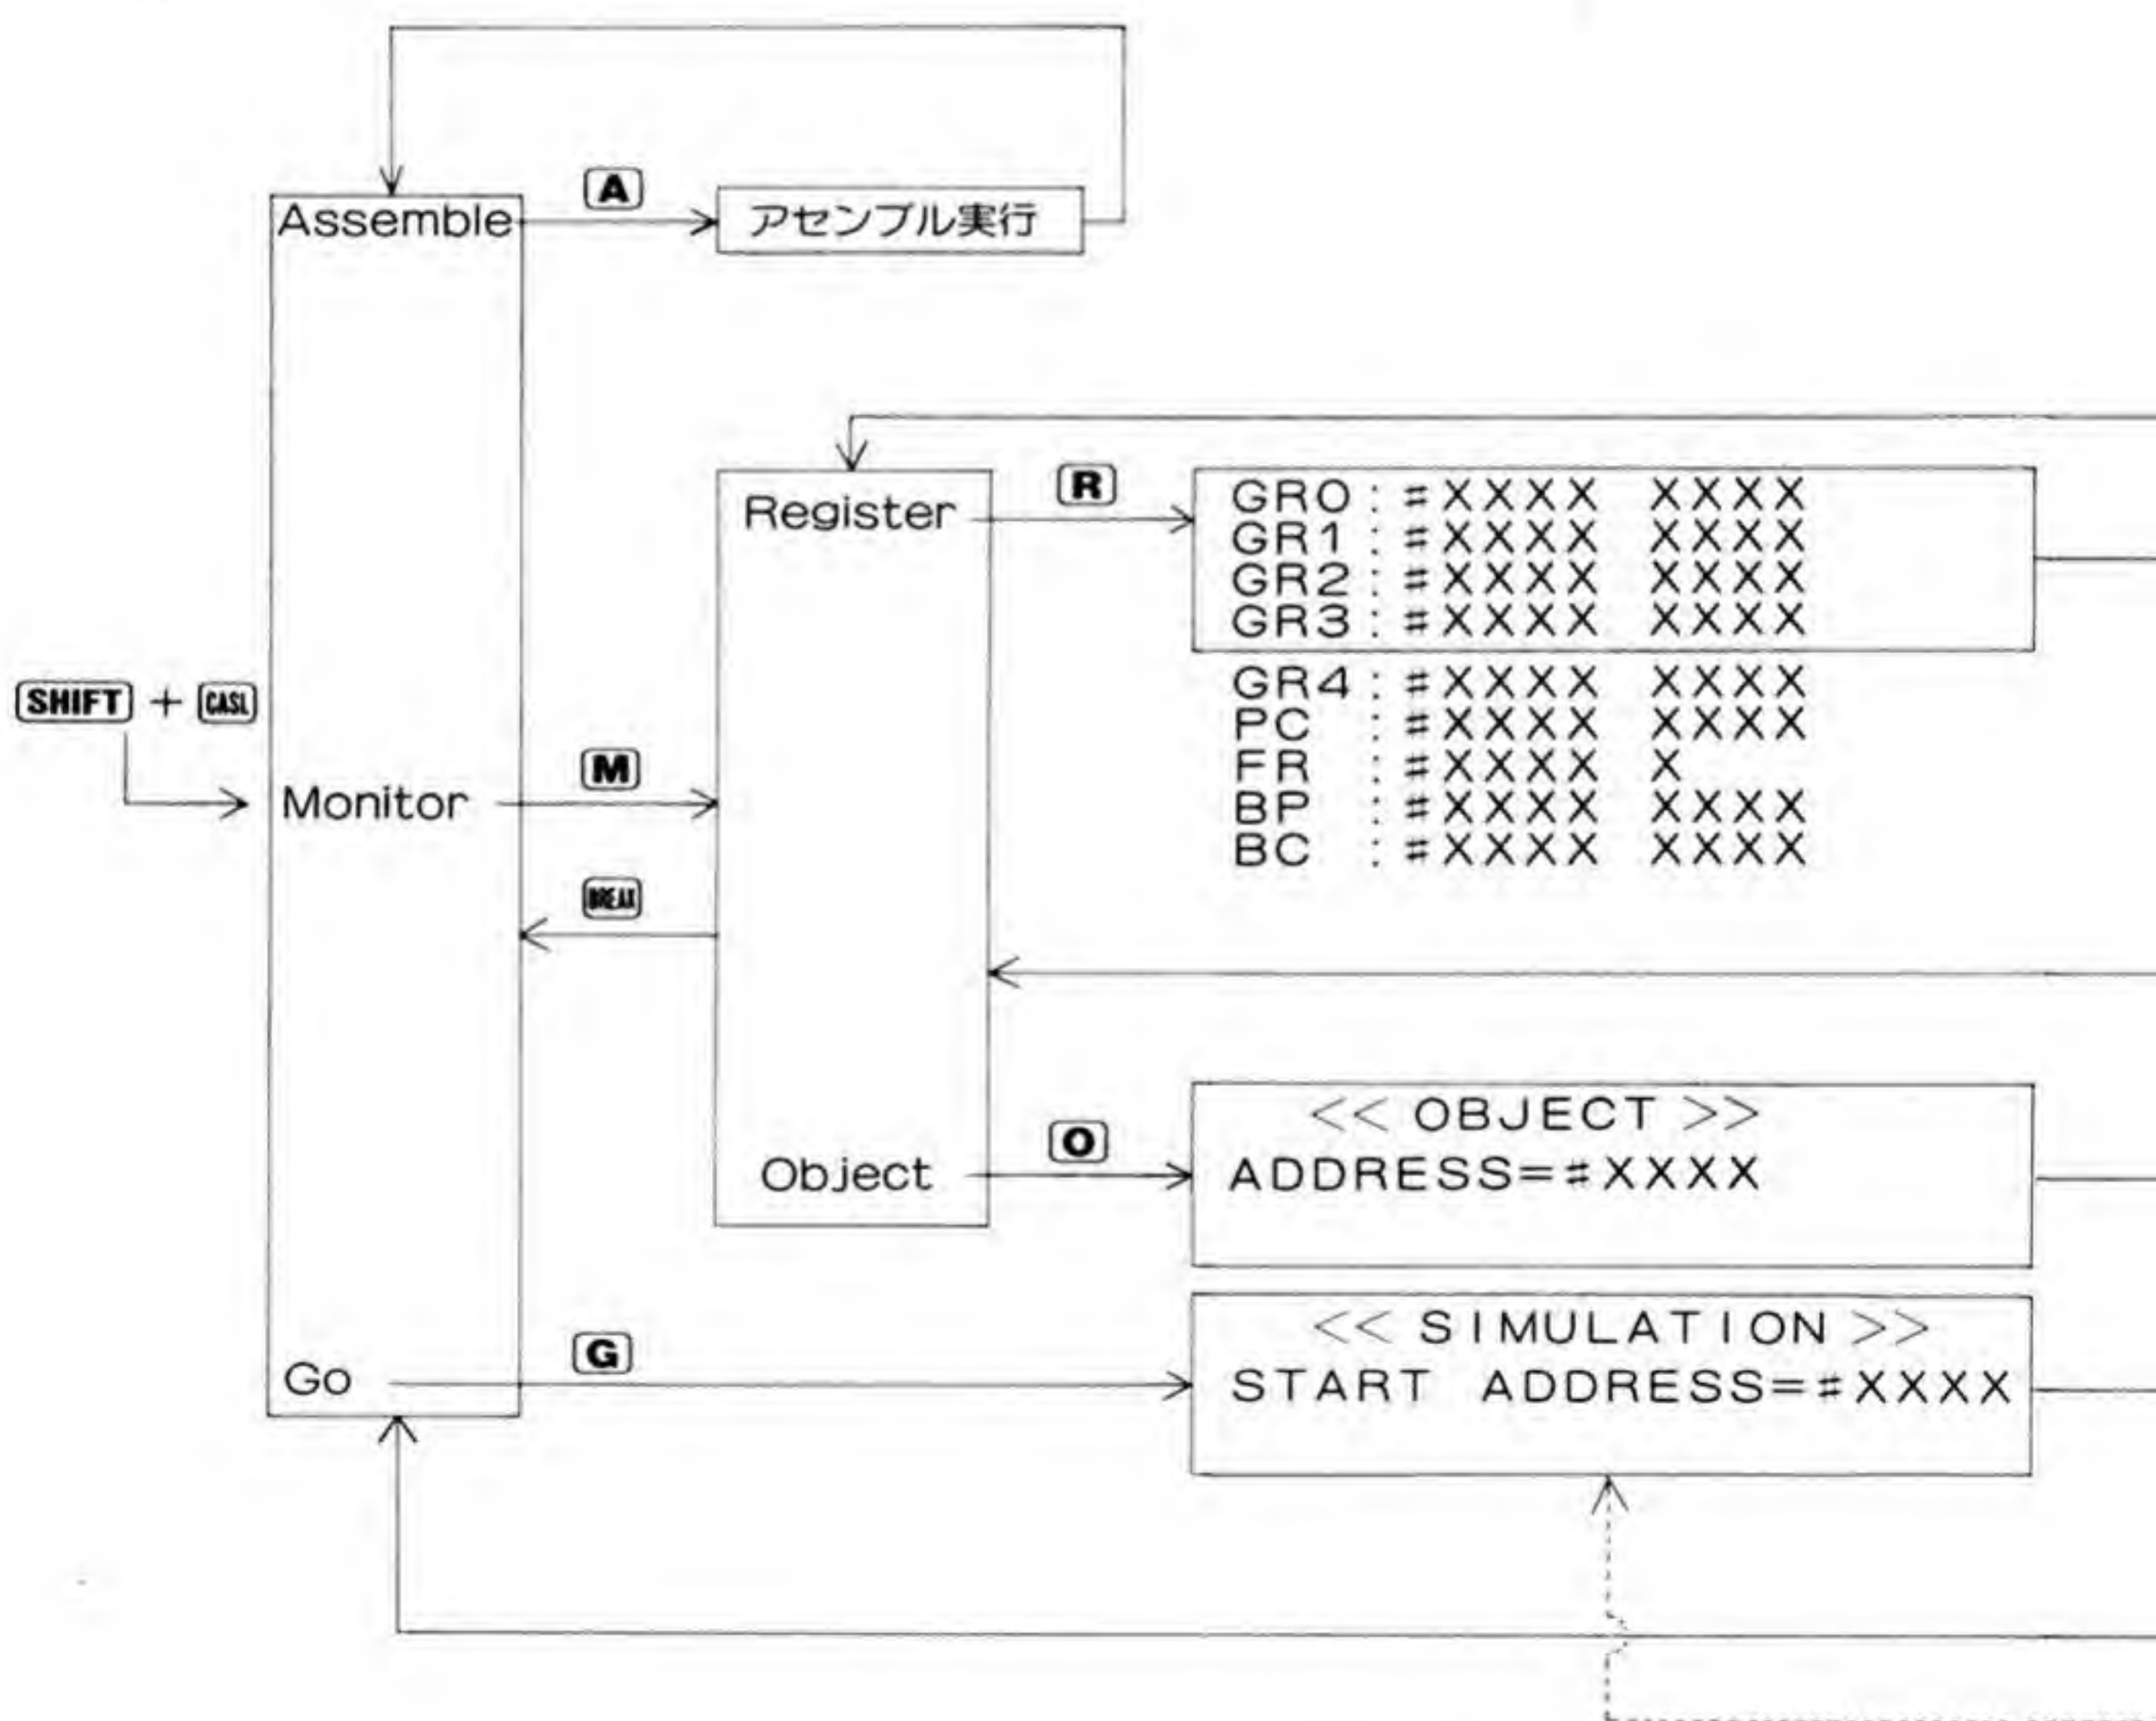 A
Assemble
アセンブル実行
R
Register
GR0:#XXXX XXXX
GR1:#XXXX XXXX
GR2:#XXXX XXXX
GR3:#XXXX XXXX
GR4:#XXXX XXXX
PC :#XXXX XXXX
FR :#XXXX X
BP :#XXXX XXXX
BC :#XXXX XXXX
SHIFT + CASL
M
Monitor
BREAK
<< OBJECT >>
O
Object
ADDRESS=#XXXX
<< SIMULATION >>
G
Go
START ADDRESS=#XXXX